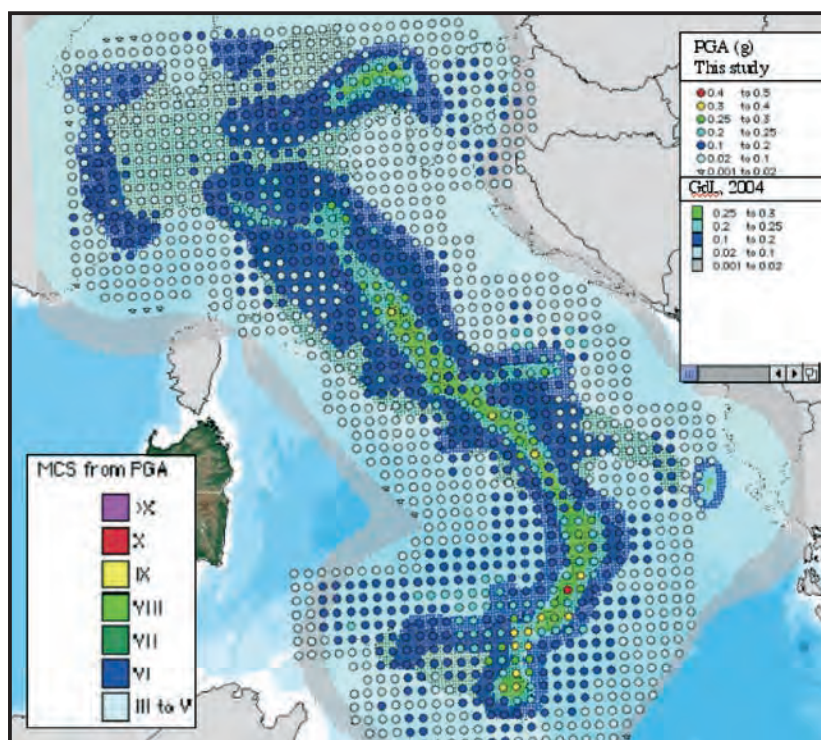 PGA (g)
This study
0.4 to 0.5
0.3 to 0.4
0.25 to 0.3
0.2 to 0.25
0.1 to 0.2
0.02 to 0.1
0.001 to 0.02
GdL, 2004
0.25 to 0.3
0.2 to 0.25
0.1 to 0.2
0.02 to 0.1
0.001 to 0.02
MCS from PGA
>X
X
IX
VIII
VII
VI
III to V